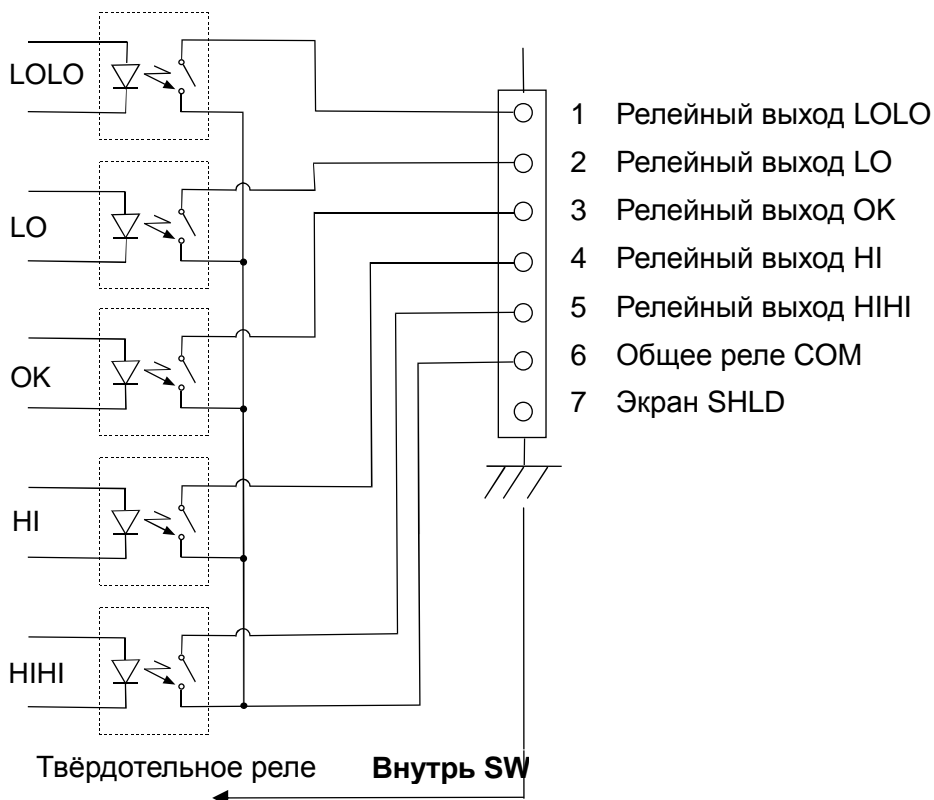 LOLO
LO
OK
HI
HIHI
1 Релейный выход LOLO
2 Релейный выход LO
3 Релейный выход OK
4 Релейный выход HI
5 Релейный выход HIHI
6 Общее реле COM
7 Экран SHLD
Твёрдотельное реле
Внутрь SW